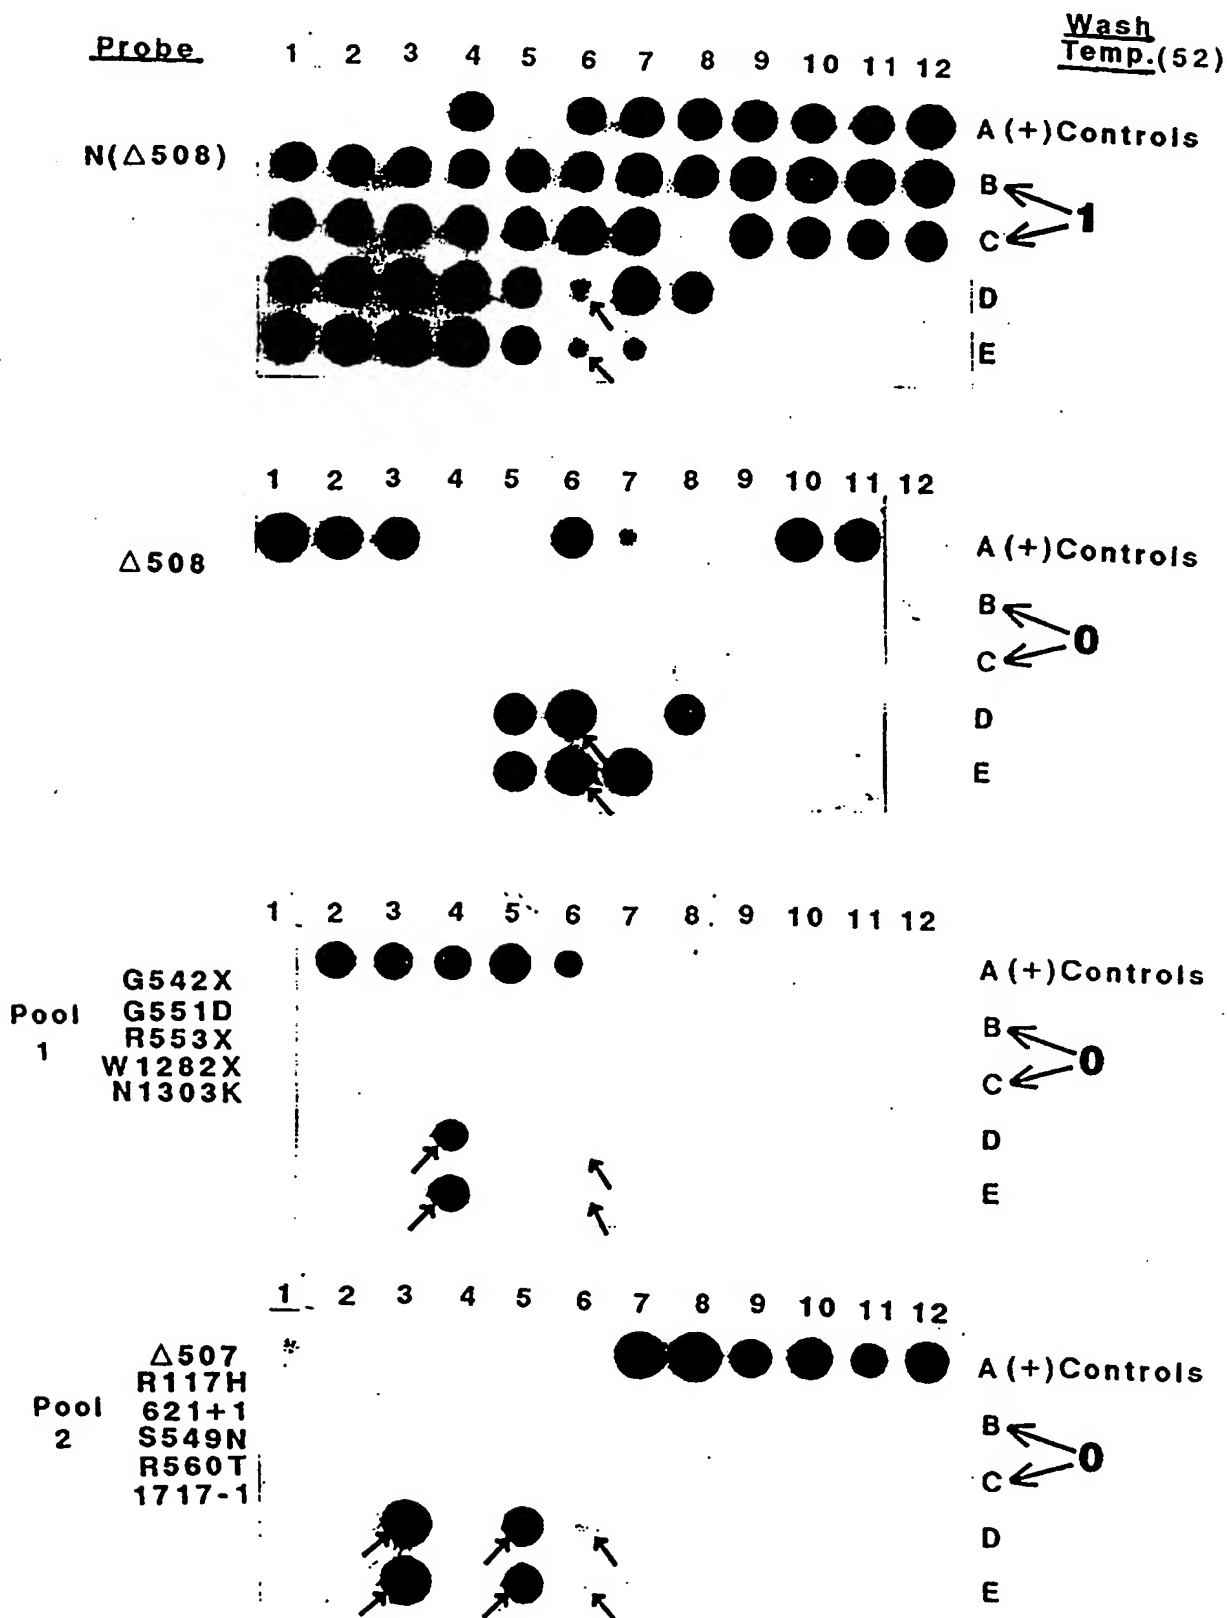 Probe 1 2 3 4 5 6 7 8 9 10 11 12 Wash
Temp.(52)
A (+)Controls
N(△508)
B
1
C
D
E
1 2 3 4 5 6 7 8 9 10 11 12
△508
A (+)Controls
B
0
C
D
E
1 2 3 4 5 6 7 8 9 10 11 12
A (+)Controls
Pool
1
G542X
G551D
R553X
W1282X
N1303K
B
0
C
D
E
1 2 3 4 5 6 7 8 9 10 11 12
A (+)Controls
Pool
2
△507
R117H
621+1
S549N
R560T
1717-1
B
0
C
D
E